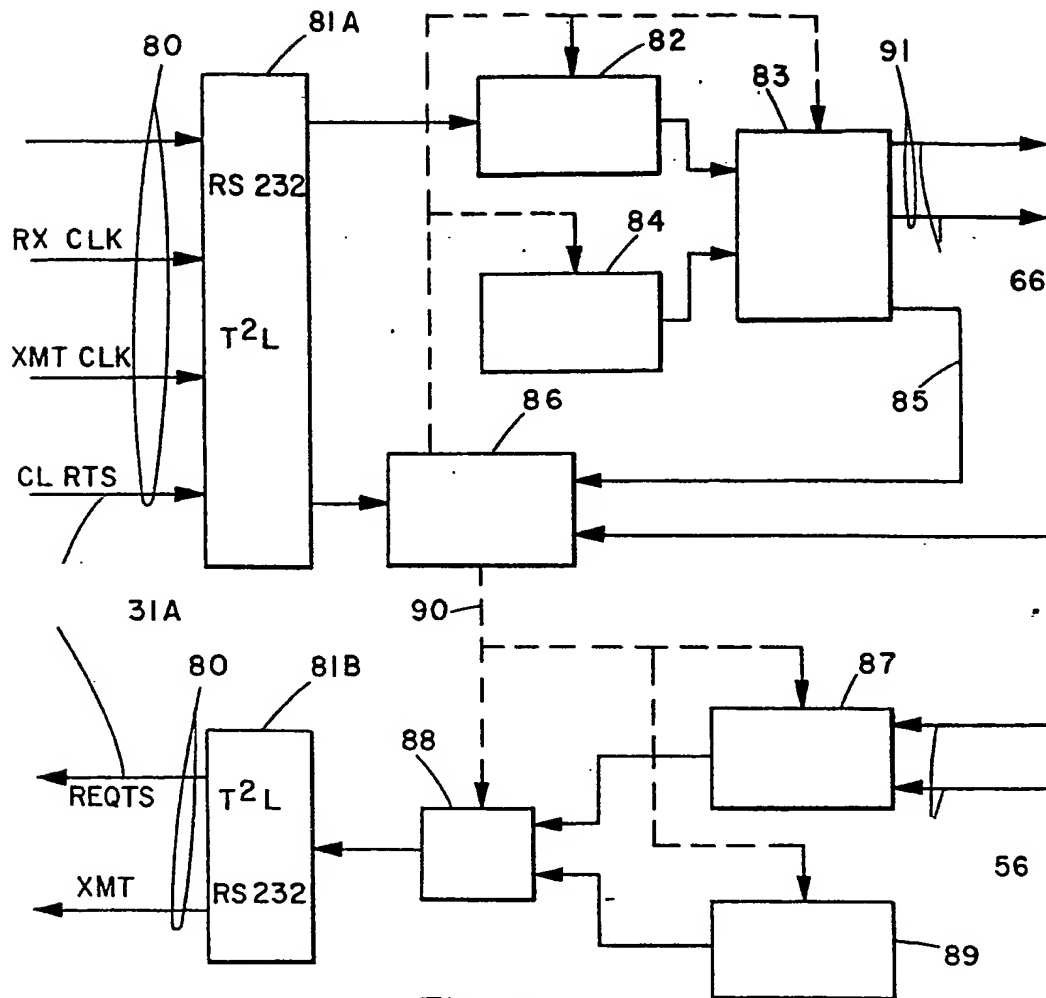 80
81A
82
83
91
RS 232
RX CLK
84
66
T²L
XMT CLK
85
86
CL RTS
31A
90
80
81B
87
88
T²L
REQTS
56
XMT
RS 232
89